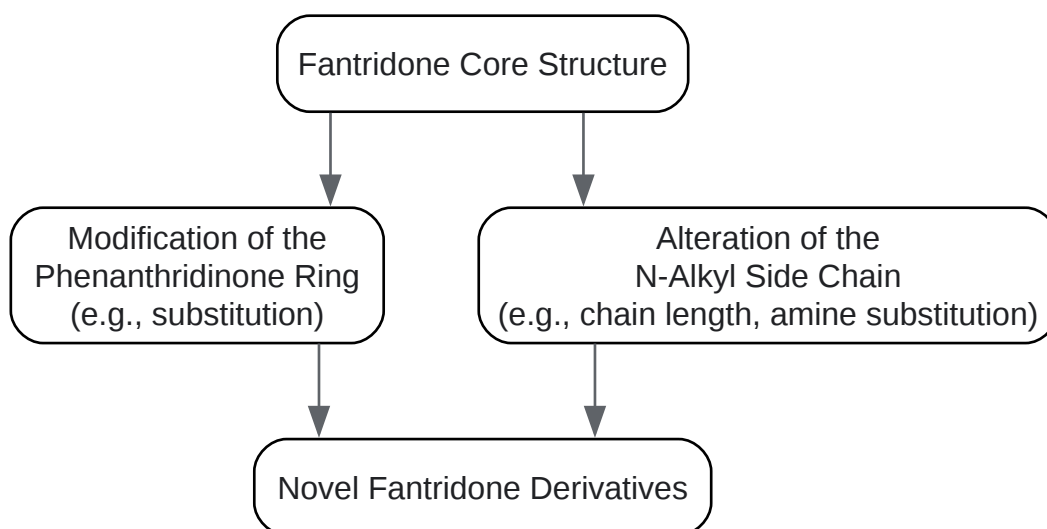 Fantridone Core Structure
Modification of the
Phenanthridinone Ring
(e.g., substitution)
Alteration of the
N-Alkyl Side Chain
(e.g., chain length, amine substitution)
Novel Fantridone Derivatives